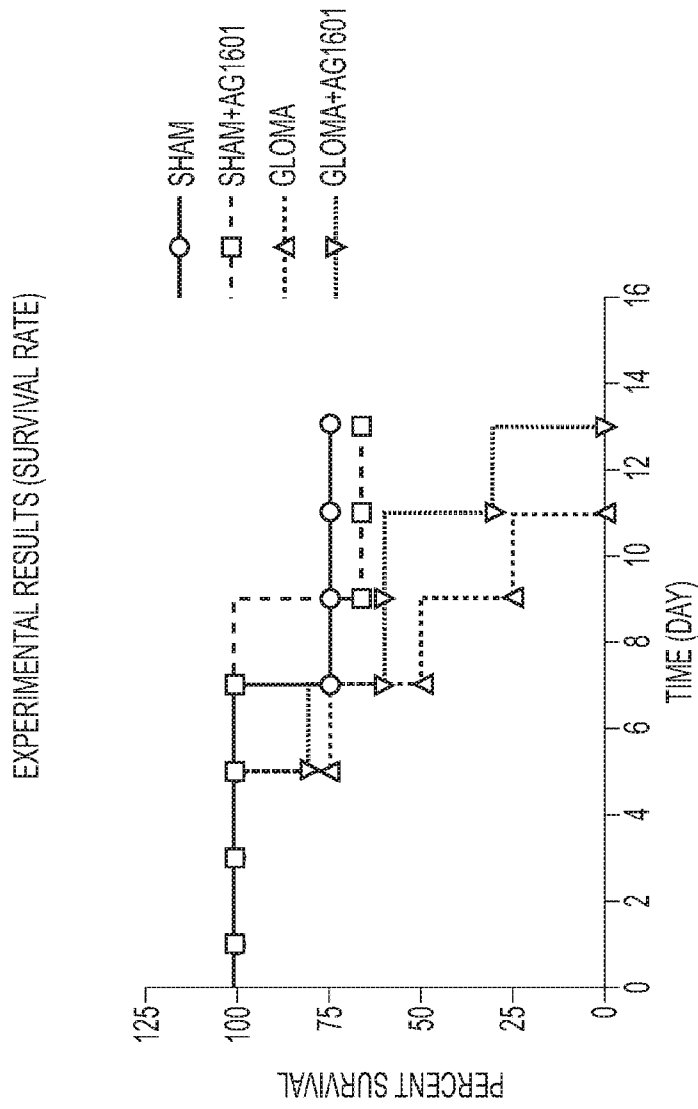 EXPERIMENTAL RESULTS (SURVIVAL RATE)
SHAM
SHAM+AG1601
GLOMA
GLOMA+AG1601
PERCENT SURVIVAL
125
100
75
50
25
0
0 2 4 6 8 10 12 14 16
TIME (DAY)